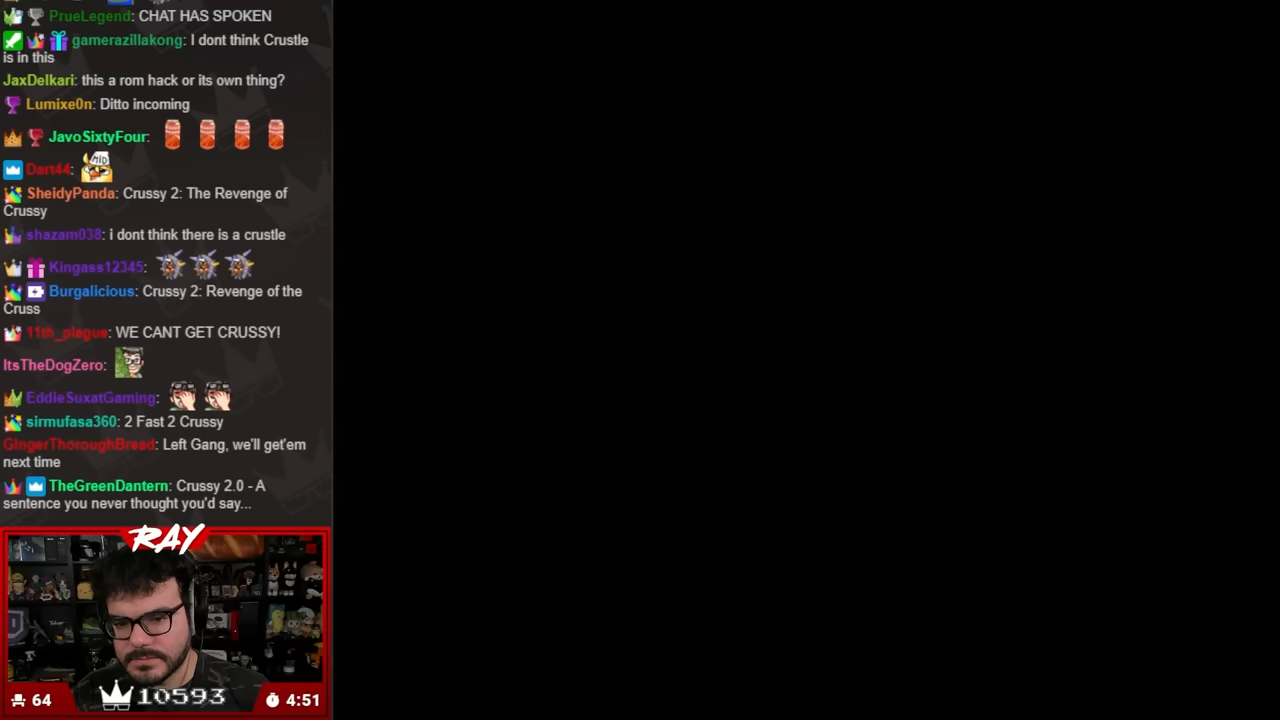 PrueLegend: CHAT HAS SPOKEN
gamerazillakong: I dont think Crustle
is in this
JaxDelkari: this a rom hack or its own thing?
Lumixe0n: Ditto incoming
JavoSixtyFour:
Dart44:
MID
SheidyPanda: Crussy 2: The Revenge of
Crussy
shazam038: i dont think there is a crustle
Kingass12345:
Burgalicious: Crussy 2: Revenge of the
Cruss
11th_plague: WE CANT GET CRUSSY!
ItsTheDogZero:
EddieSuxatGaming:
sirmufasa360: 2 Fast 2 Crussy
GingerThoroughBread: Left Gang, we'll get'em
next time
TheGreenDantern: Crussy 2.0 - A
sentence you never thought you'd say...
RAY
64
10593
4:51